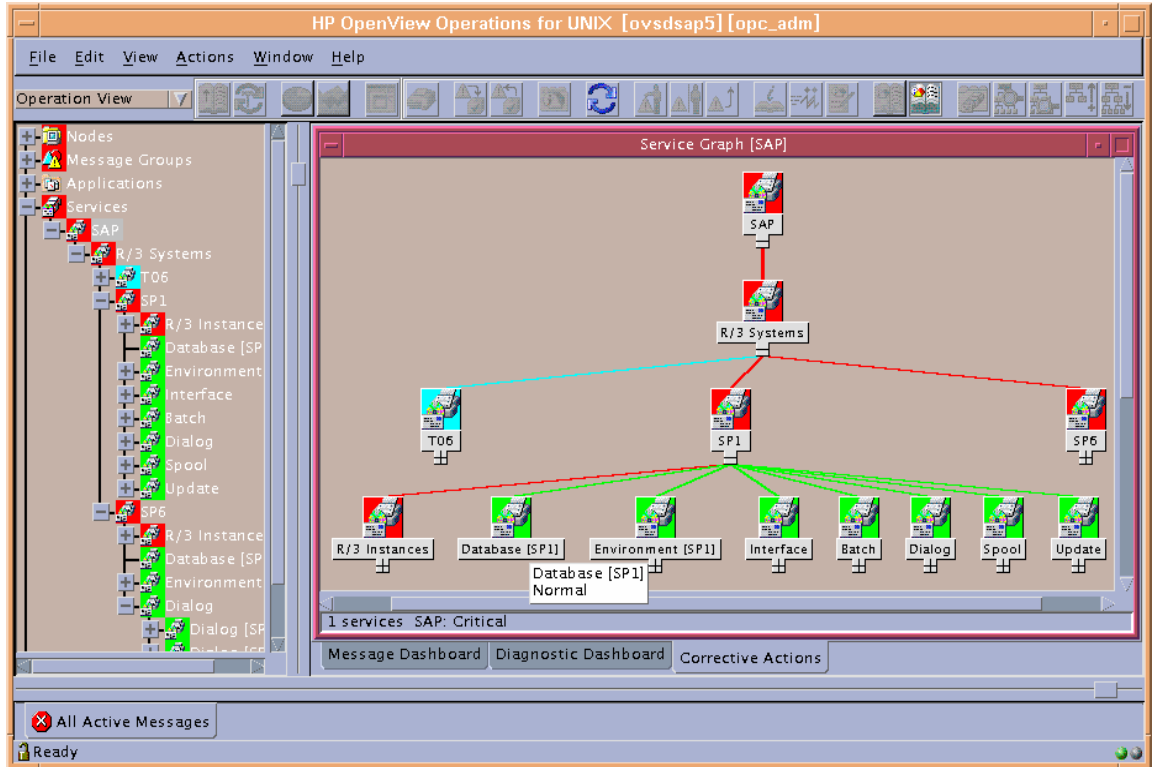 HP OpenView Operations for UNIX [ovsdsap5] [opc_adm]
File Edit View Actions Window Help
Operation View
Nodes
Message Groups
Applications
Services
SAP
R/3 Systems
T06
SP1
R/3 Instance
Database [SP
Environment
Interface
Batch
Dialog
Spool
Update
SP6
R/3 Instance
Database [SP
Environment
Dialog
Dialog [SP
Service Graph [SAP]
SAP
R/3 Systems
T06 SP1 SP6
R/3 Instances Database [SP1] Environment [SP1] Interface Batch Dialog Spool Update
Database [SP1]
Normal
1 services SAP: Critical
Message Dashboard Diagnostic Dashboard Corrective Actions
All Active Messages
Ready